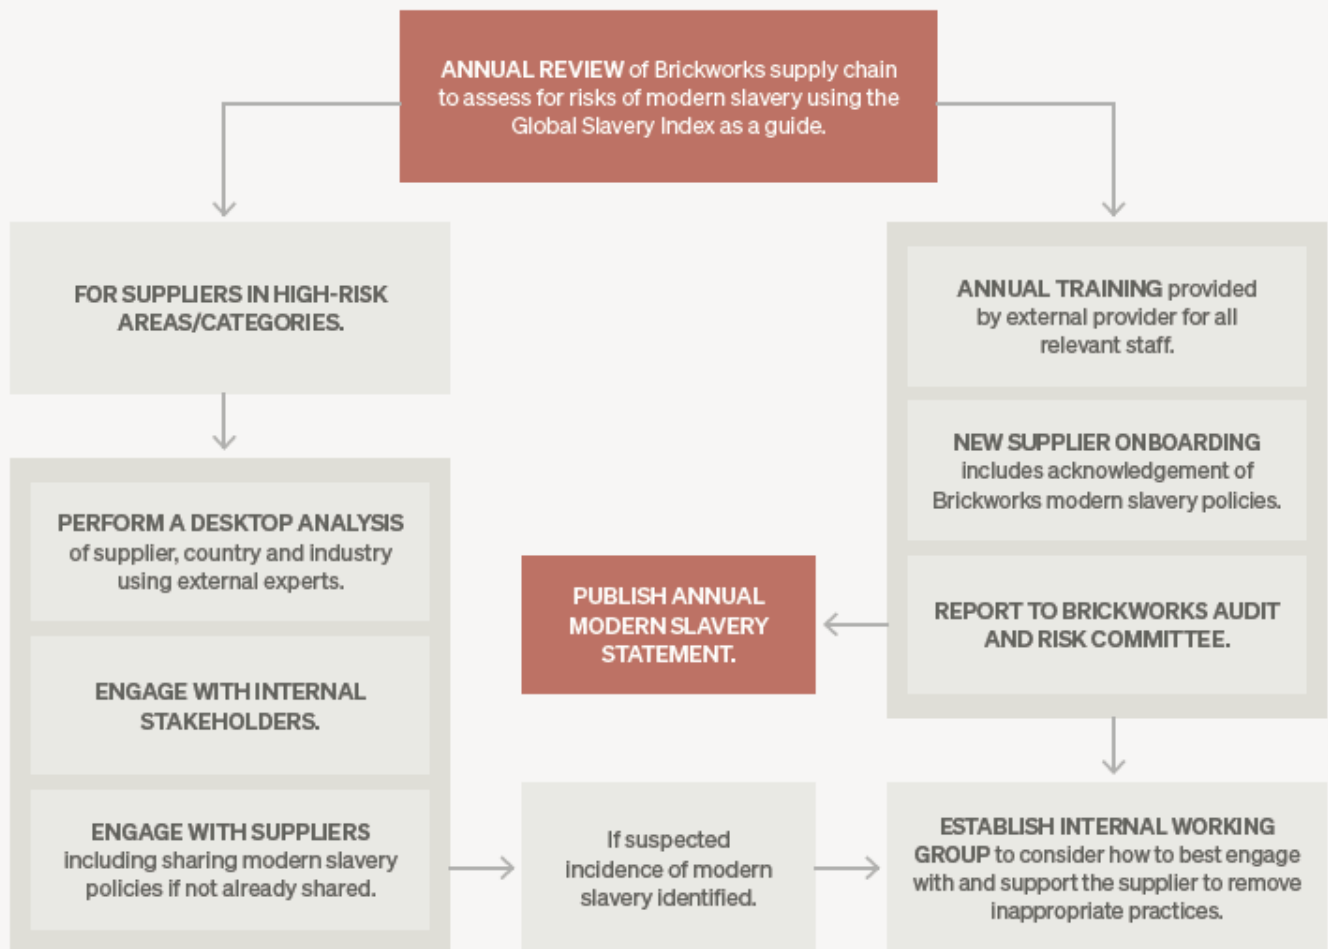 ANNUAL REVIEW of Brickworks supply chain
to assess for risks of modern slavery using the
Global Slavery Index as a guide.
FOR SUPPLIERS IN HIGH-RISK
AREAS/CATEGORIES.
PERFORM A DESKTOP ANALYSIS
of supplier, country and industry
using external experts.
ENGAGE WITH INTERNAL
STAKEHOLDERS.
ENGAGE WITH SUPPLIERS
including sharing modern slavery
policies if not already shared.
If suspected
incidence of modern
slavery identified.
ANNUAL TRAINING provided
by external provider for all
relevant staff.
NEW SUPPLIER ONBOARDING
includes acknowledgement of
Brickworks modern slavery policies.
REPORT TO BRICKWORKS AUDIT
AND RISK COMMITTEE.
PUBLISH ANNUAL
MODERN SLAVERY
STATEMENT.
ESTABLISH INTERNAL WORKING
GROUP to consider how to best engage
with and support the supplier to remove
inappropriate practices.